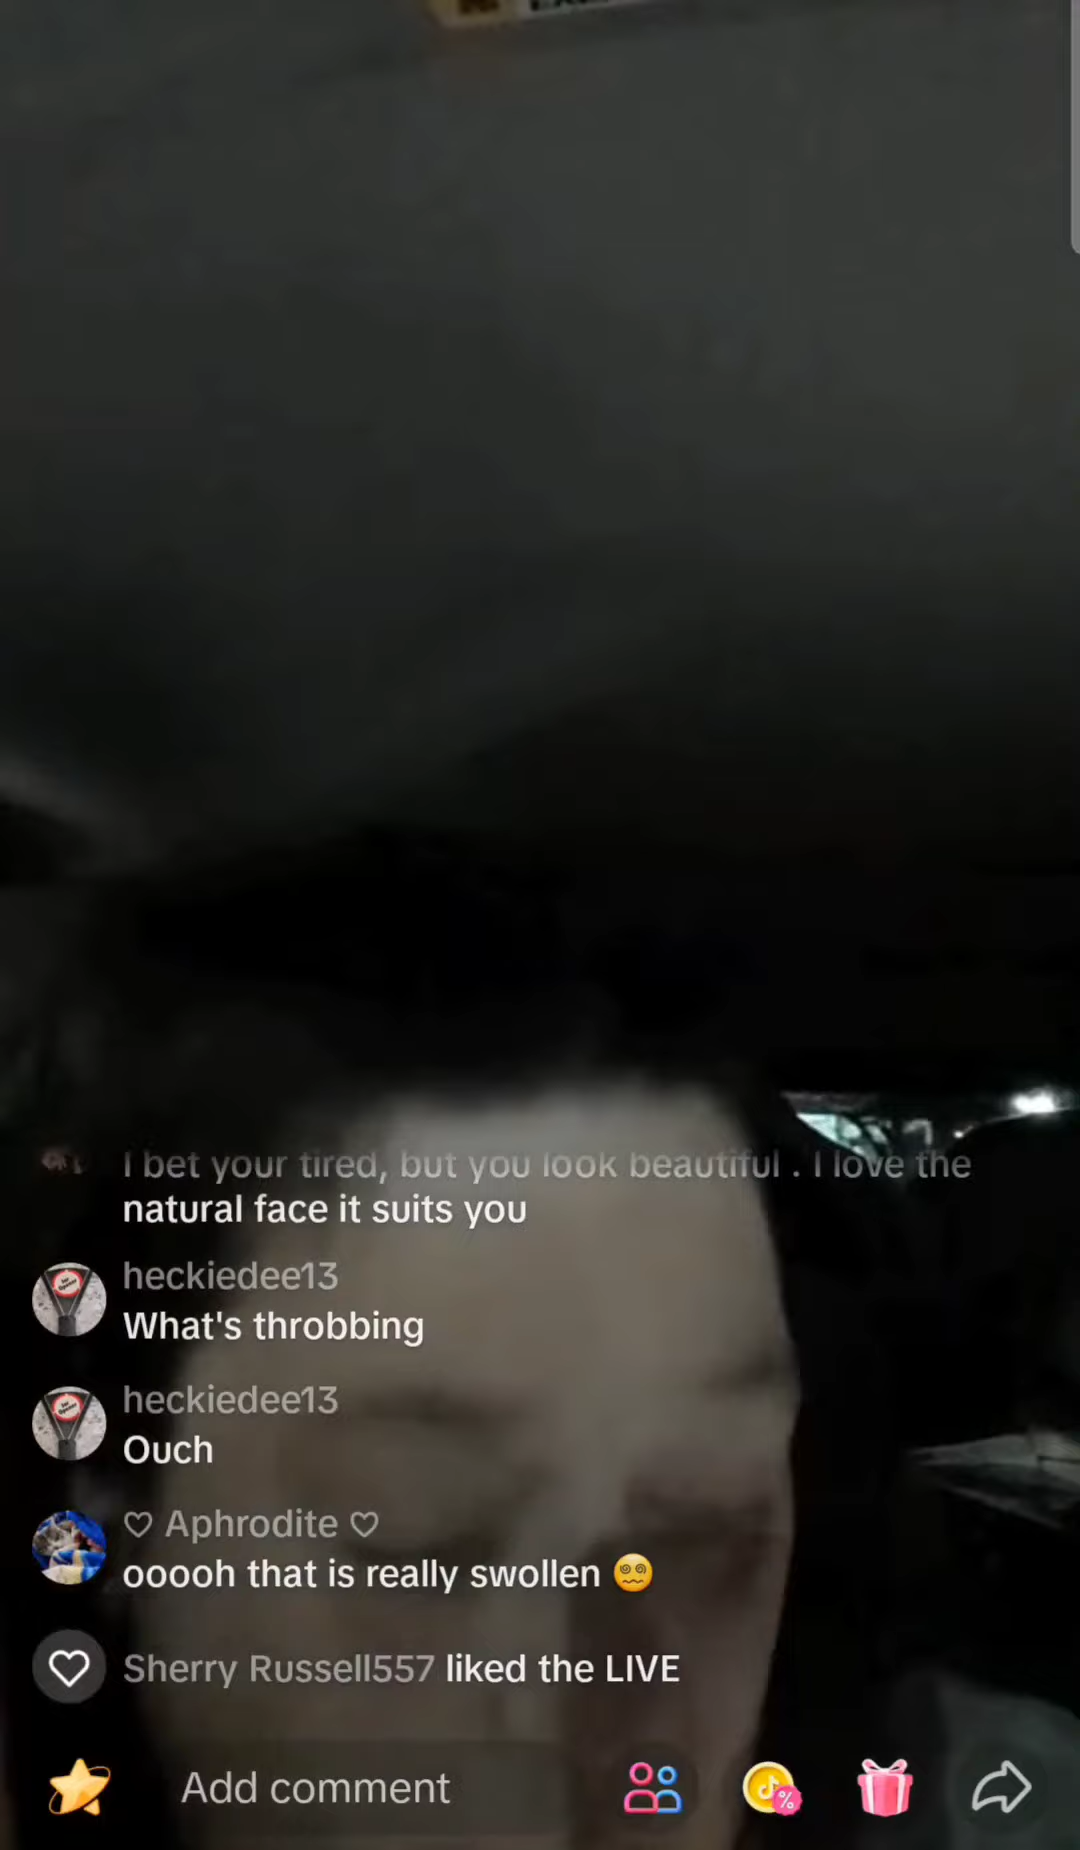 I bet your tired, but you look beautiful . I love the
natural face it suits you
heckiedee13
What's throbbing
heckiedee13
Ouch
♡ Aphrodite ♡
ooooh that is really swollen 😵‍💫
Sherry Russell557 liked the LIVE
Add comment